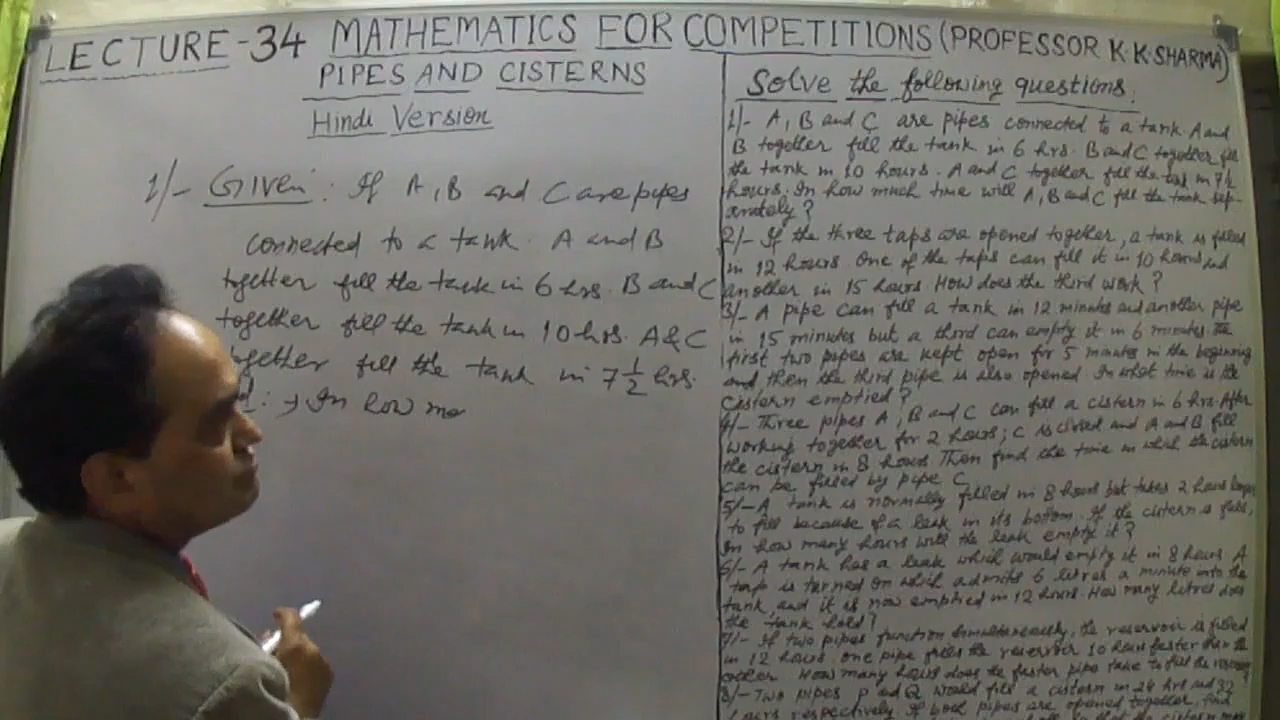 LECTURE-34 MATHEMATICS FOR COMPETITIONS (PROFESSOR K.K.SHARMA)
PIPES AND CISTERNS
Hindi Version
1/- Given: If A, B and C are pipes
connected to a tank. A and B
together fill the tank in 6 hrs. B and C
together fill the tank in 10 hrs. A & C
together fill the tank in 7 1/2 hrs.
In how
Solve the following questions.
1/- A, B and C are pipes connected to a tank. A and
B together fill the tank in 6 hrs. B and C together fill
the tank in 10 hours. A and C together fill the tank in 7 1/2
hours. In how much time will A, B and C fill the tank sep-
arately?
2/- If the three taps are opened together, a tank is filled
in 12 hours One of the taps can fill it in 10 hours and
another in 15 hours How does the third work?
3/- A pipe can fill a tank in 12 minutes and another pipe
in 15 minutes but a third can empty it in 6 minutes. The
first two pipes are kept open for 5 minutes in the beginning
and then the third pipe is also opened. In what time is the
cistern emptied?
4/- Three pipes A, B and C can fill a cistern in 6 hrs. After
working together for 2 hours; C is closed and A and B fill
the cistern in 8 hours. Then find the time in which the cistern
can be filled by pipe C.
5/- A tank is normally filled in 8 hours but takes 2 hours longer
to fill because of a leak in its bottom. If the cistern is full,
In how many hours will the leak empty it?
6/- A tank has a leak which would empty it in 8 hours. A
tap is turned on which admits 6 litres a minute into the
tank, and it is now emptied in 12 hours. How many litres does
the tank hold?
7/- If two pipes function simultaneously, the reservoir is filled
in 12 hours. One pipe fills the reservoir 10 hours faster than the
other. How many hours does the faster pipe take to fill the
8/- Two pipes P and Q would fill a cistern in 24 hrs and 32
hours respectively. If both pipes are opened together, find